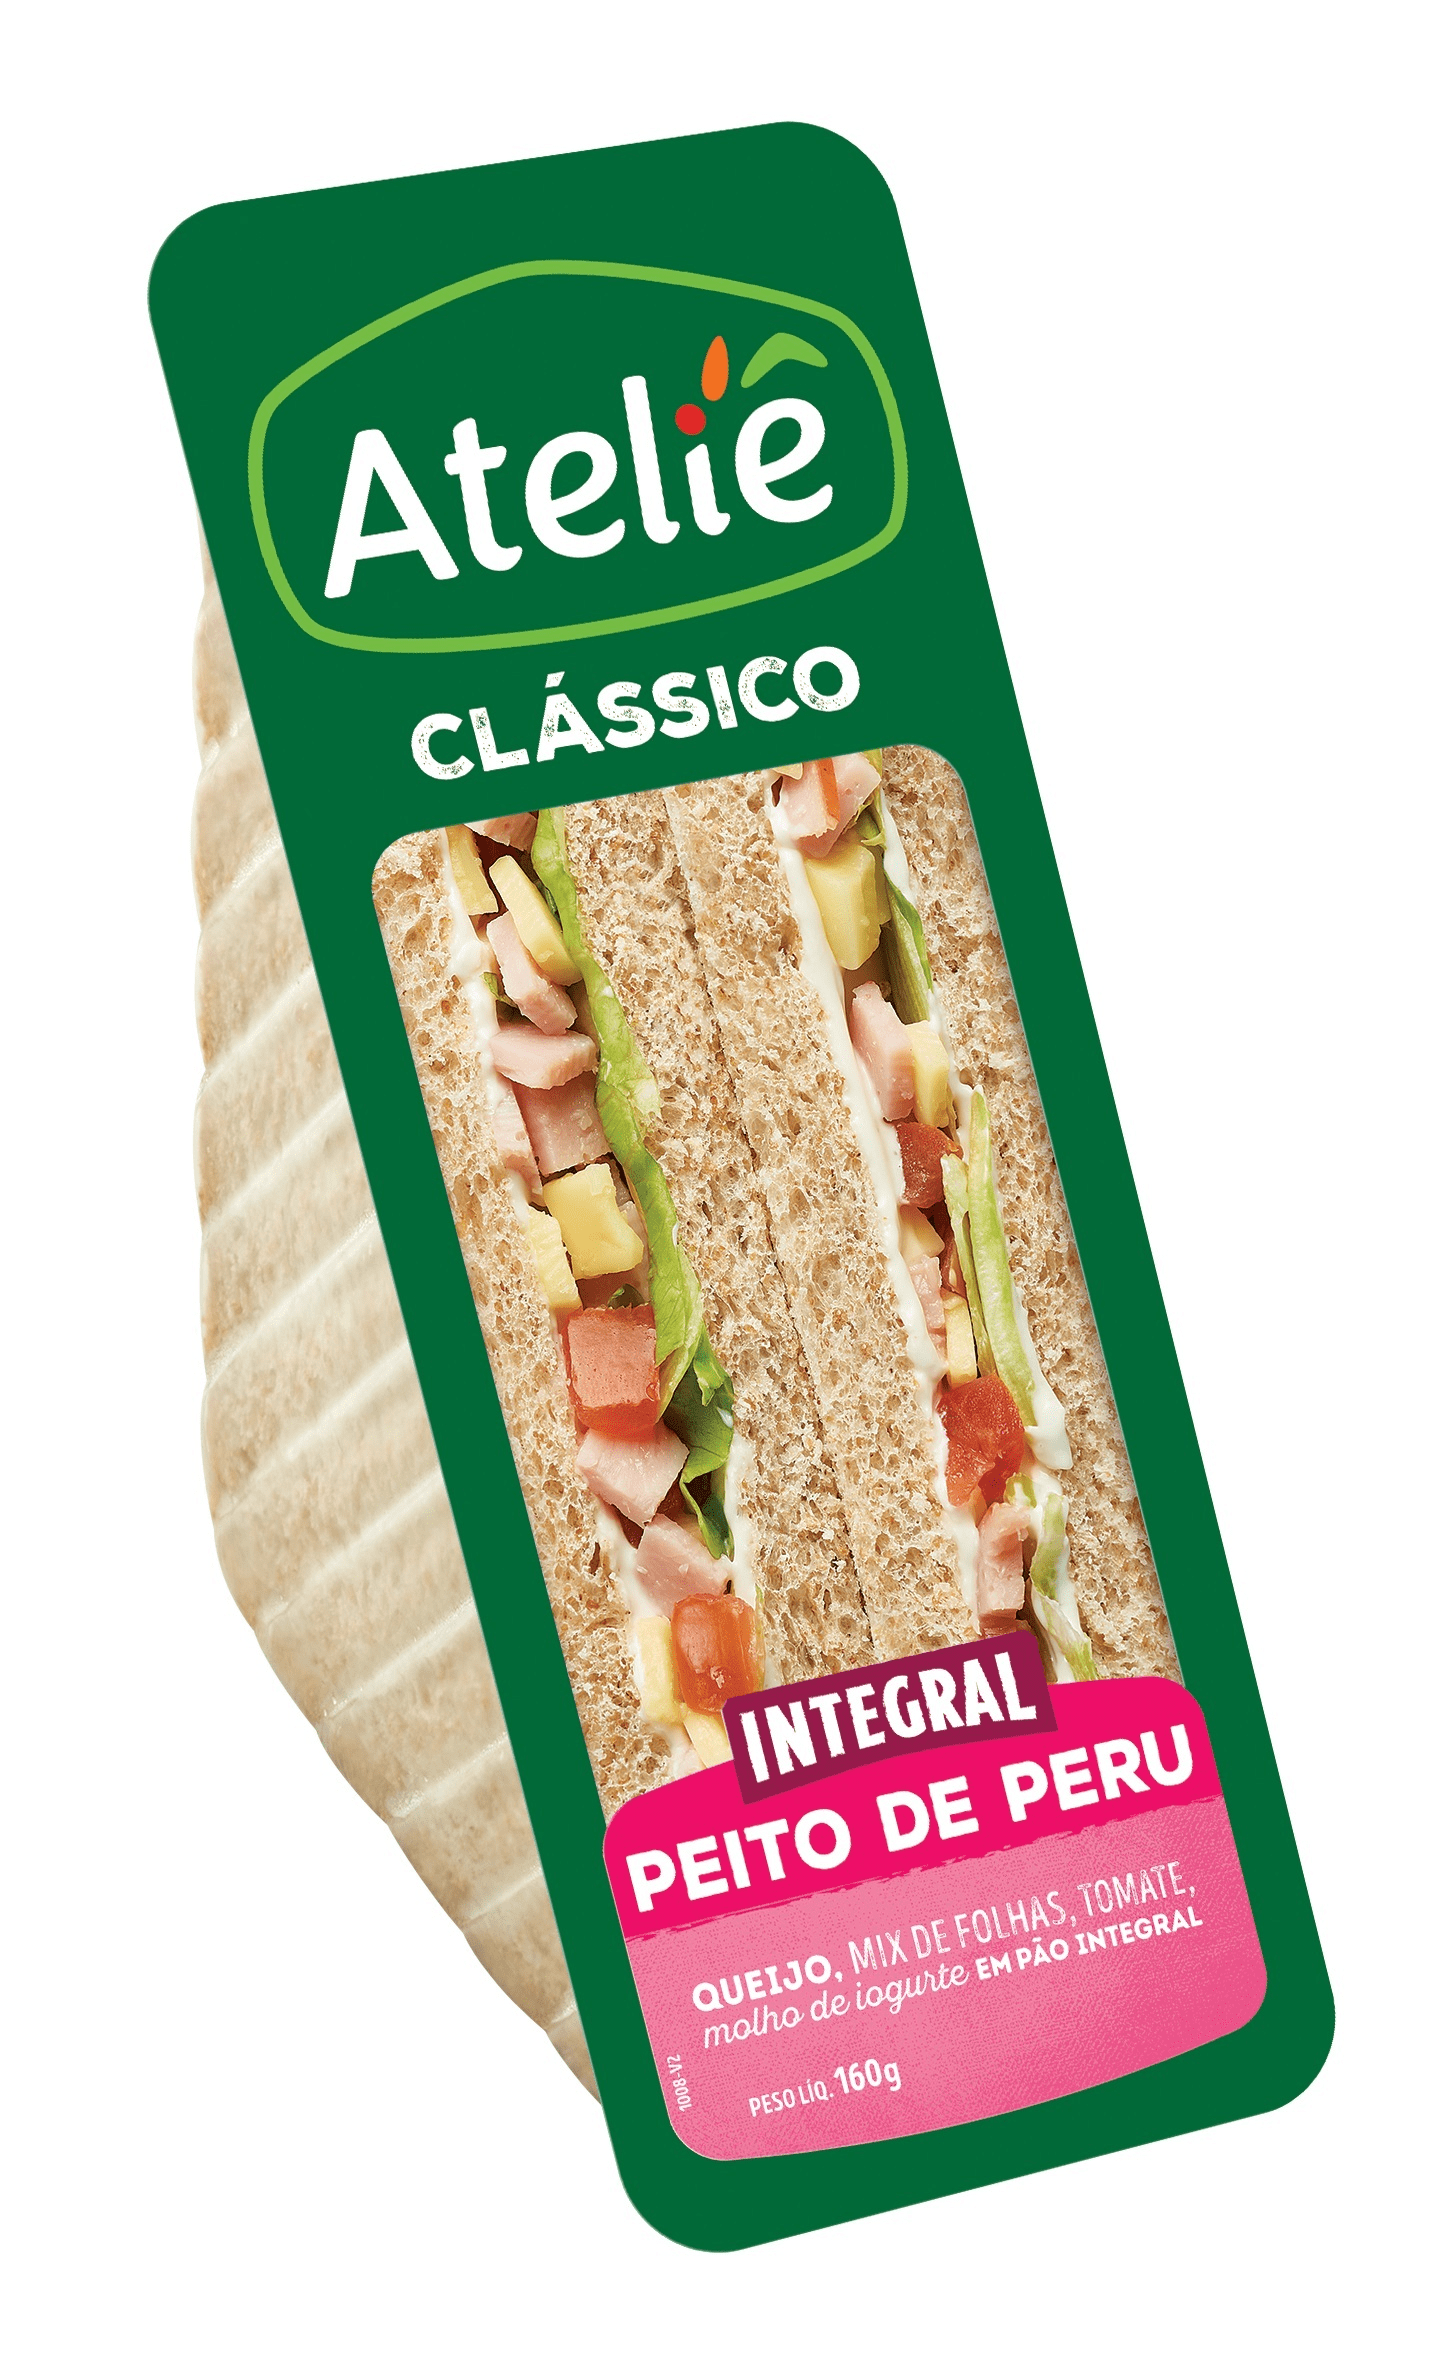 Ateliê
CLÁSSICO
INTEGRAL
PEITO DE PERU
QUEIJO, MIX DE FOLHAS, TOMATE,
molho de iogurte EM PÃO INTEGRAL
PESO LÍQ. 160g
1008-V2